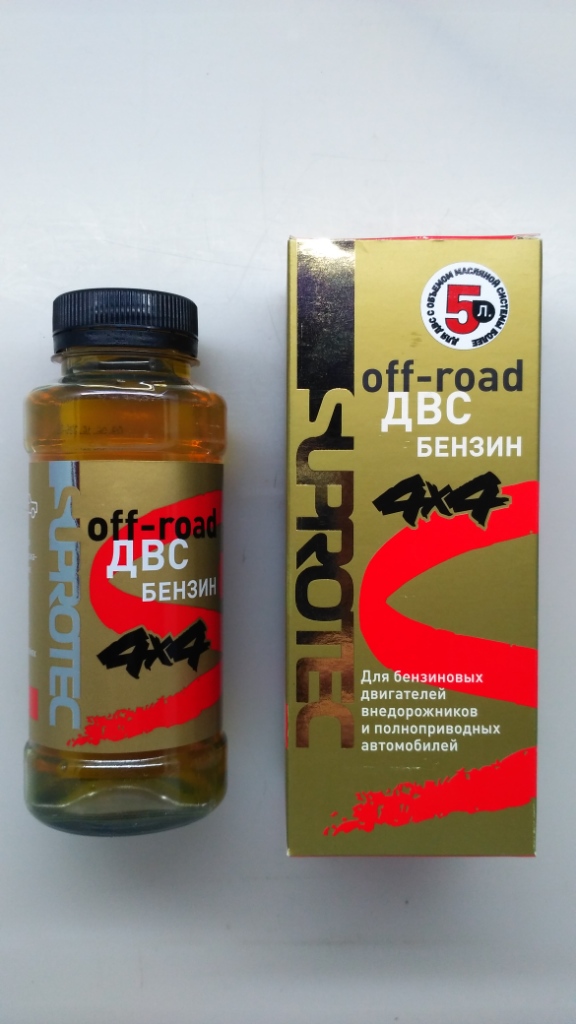 SUPROTEC
off-road
ДВС
БЕНЗИН
4x4
ДЛЯ ДВС С ОБЪЕМОМ МАСЛЯНОЙ СИСТЕМЫ БОЛЕЕ
5 л.
SUPROTEC
off-road
ДВС
БЕНЗИН
4x4
Для бензиновых
двигателей
внедорожников
и полноприводных
автомобилей